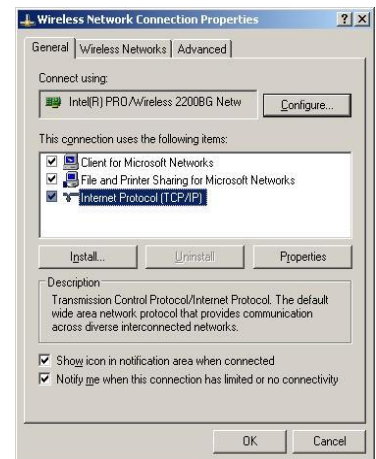 Wireless Network Connection Properties
General
Wireless Networks
Advanced
Connect using:
Intel(R) PRO/Wireless 2200BG Netw
Configure...
This connection uses the following items:
Client for Microsoft Networks
File and Printer Sharing for Microsoft Networks
Internet Protocol (TCP/IP)
Install...
Uninstall
Properties
Description
Transmission Control Protocol/Internet Protocol. The default
wide area network protocol that provides communication
across diverse interconnected networks.
Show icon in notification area when connected
Notify me when this connection has limited or no connectivity
OK
Cancel